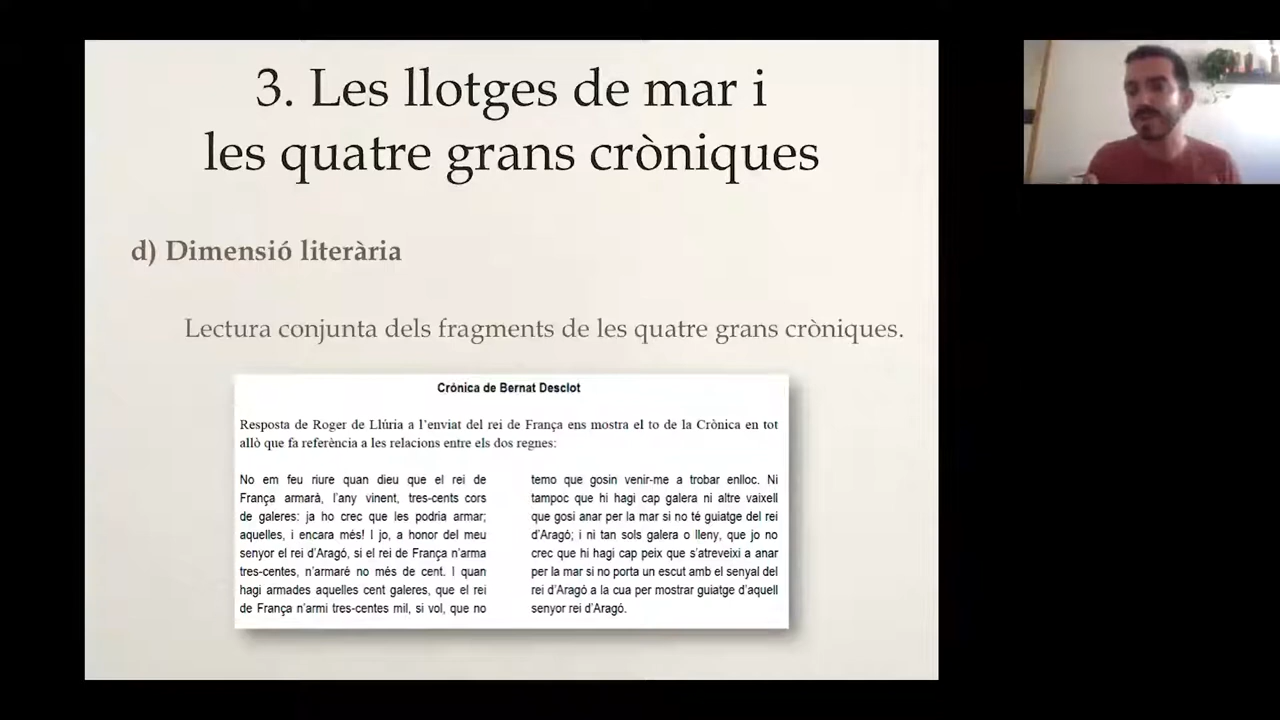 3. Les llotges de mar i
les quatre grans cròniques
d) Dimensió literària
Lectura conjunta dels fragments de les quatre grans cròniques.
Crónica de Bernat Desclot
Resposta de Roger de Llúria a l’enviat del rei de França ens mostra el to de la Crònica en tot
allò que fa referència a les relacions entre els dos regnes:
No em feu riure quan dieu que el rei de
França armarà, l’any vinent, tres-cents cors
de galeres: ja ho crec que les podria armar;
aquelles, i encara més! I jo, a honor del meu
senyor el rei d’Aragó, si el rei de França n’arma
tres-centes, n’armaré no més de cent. I quan
hagi armades aquelles cent galeres, que el rei
de França n’armi tres-centes mil, si vol, que no
temo que gosin venir-me a trobar enlloc. Ni
tampoc que hi hagi cap galera ni altre vaixell
que gosi anar per la mar si no té guiatge del rei
d’Aragó; i ni tan sols galera o lleny, que jo no
crec que hi hagi cap peix que s’atreveixi a anar
per la mar si no porta un escut amb el senyal del
rei d’Aragó a la cua per mostrar guiatge d’aquell
senyor rei d’Aragó.